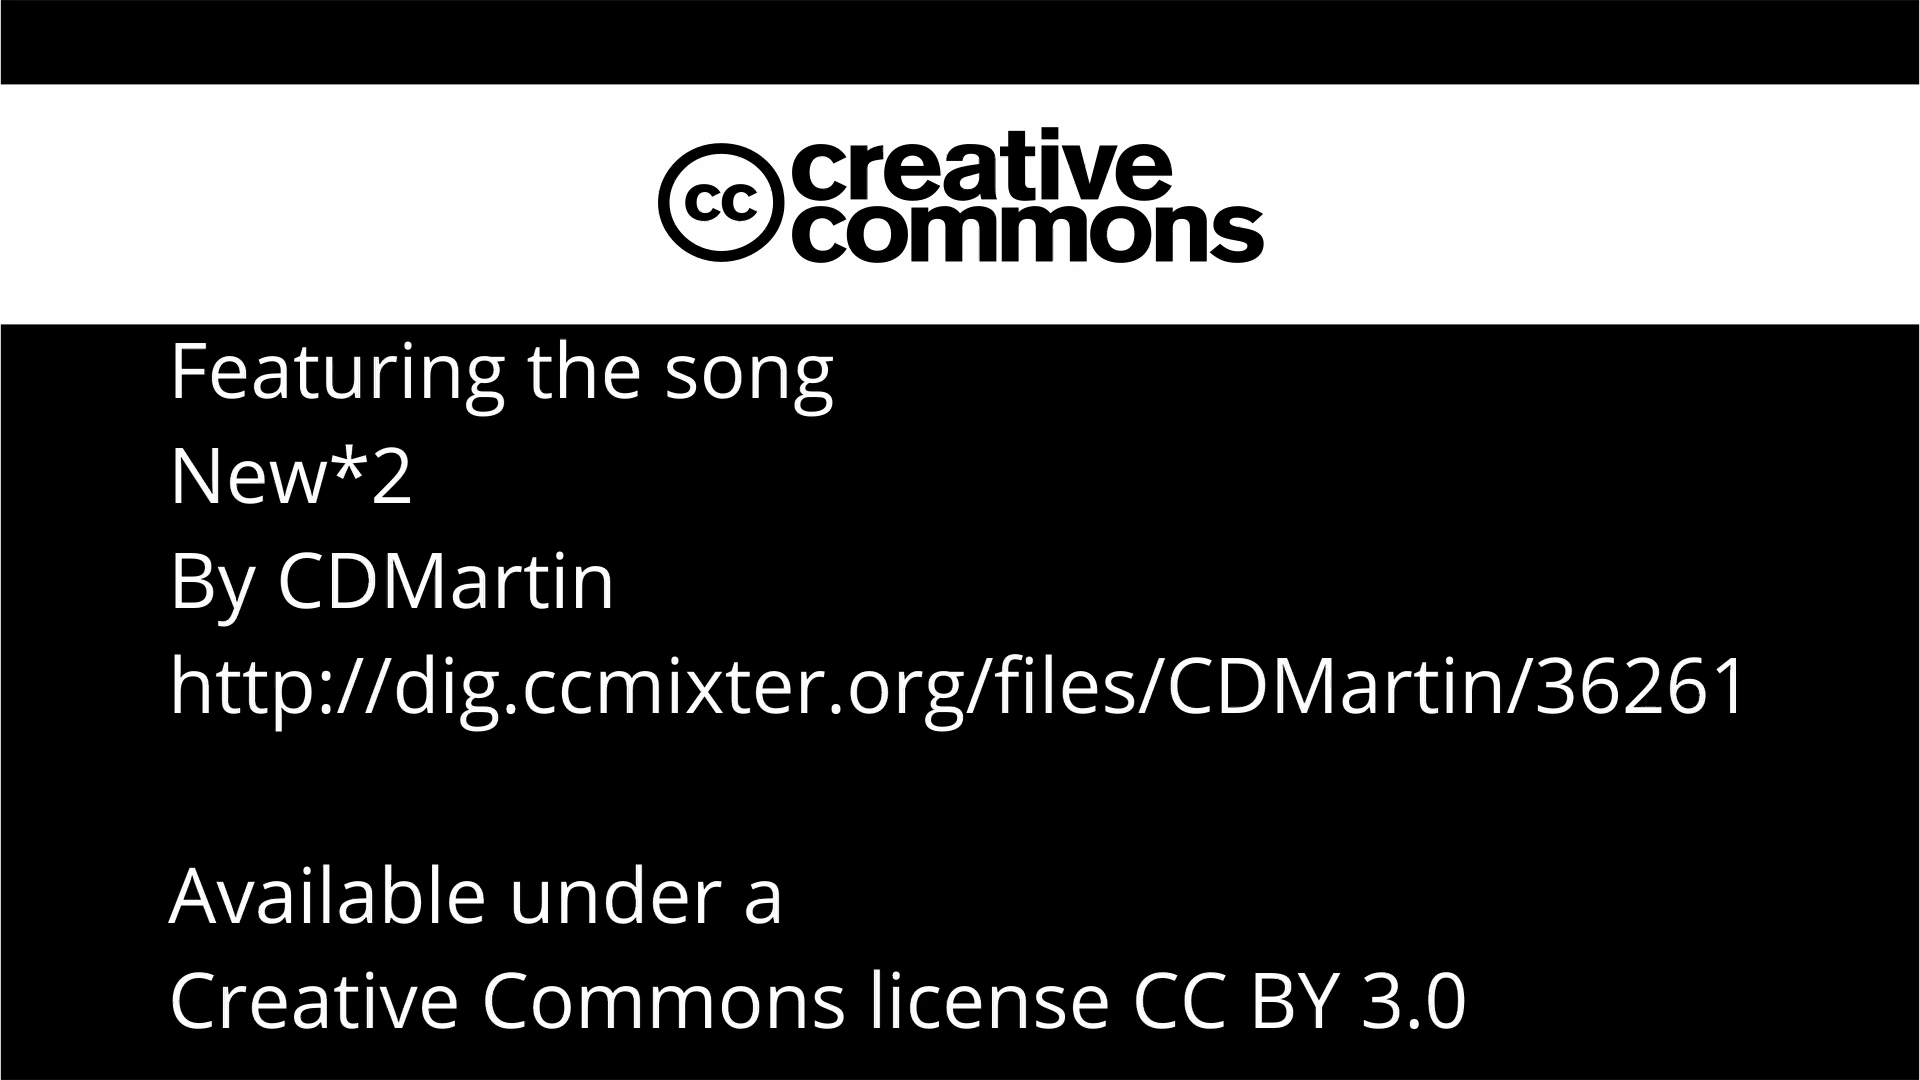 cc creative
commons
Featuring the song
New*2
By CDMartin
http://dig.ccmixter.org/files/CDMartin/36261
Available under a
Creative Commons license CC BY 3.0